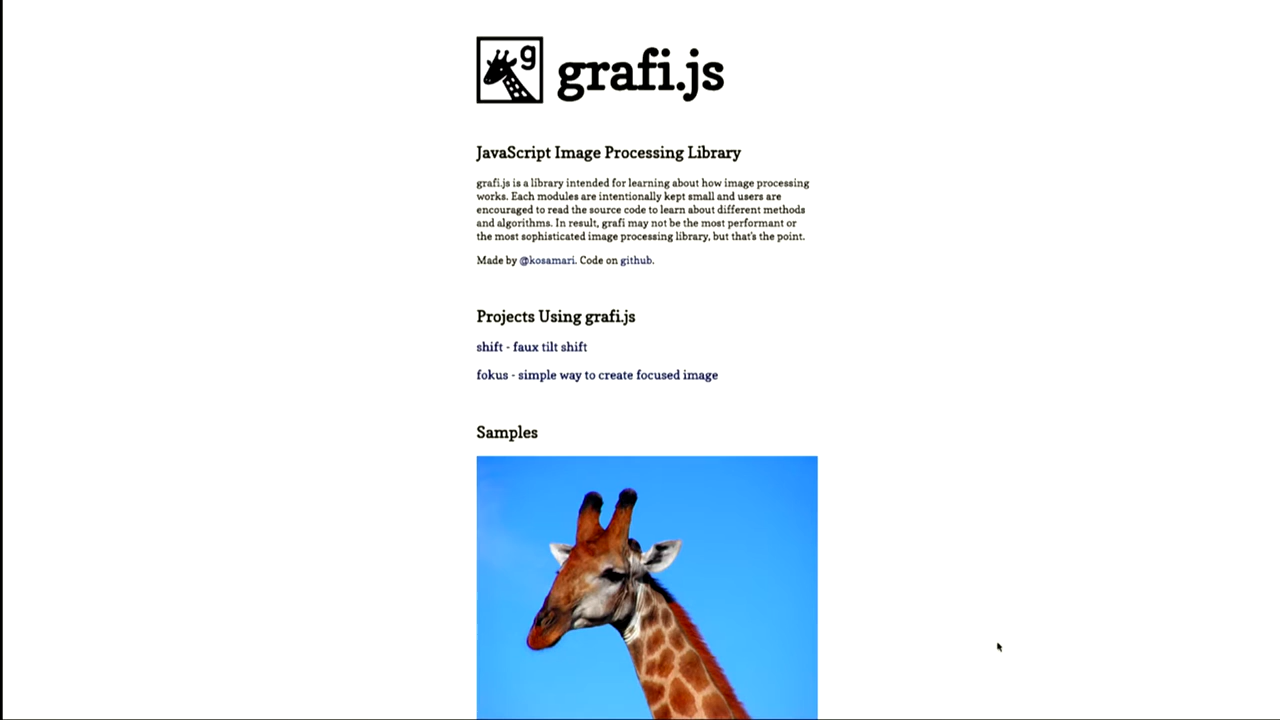 g
grafi.js
JavaScript Image Processing Library
grafi.js is a library intended for learning about how image processing
works. Each modules are intentionally kept small and users are
encouraged to read the source code to learn about different methods
and algorithms. In result, grafi may not be the most performant or
the most sophisticated image processing library, but that's the point.
Made by @kosamari. Code on github.
Projects Using grafi.js
shift - faux tilt shift
fokus - simple way to create focused image
Samples